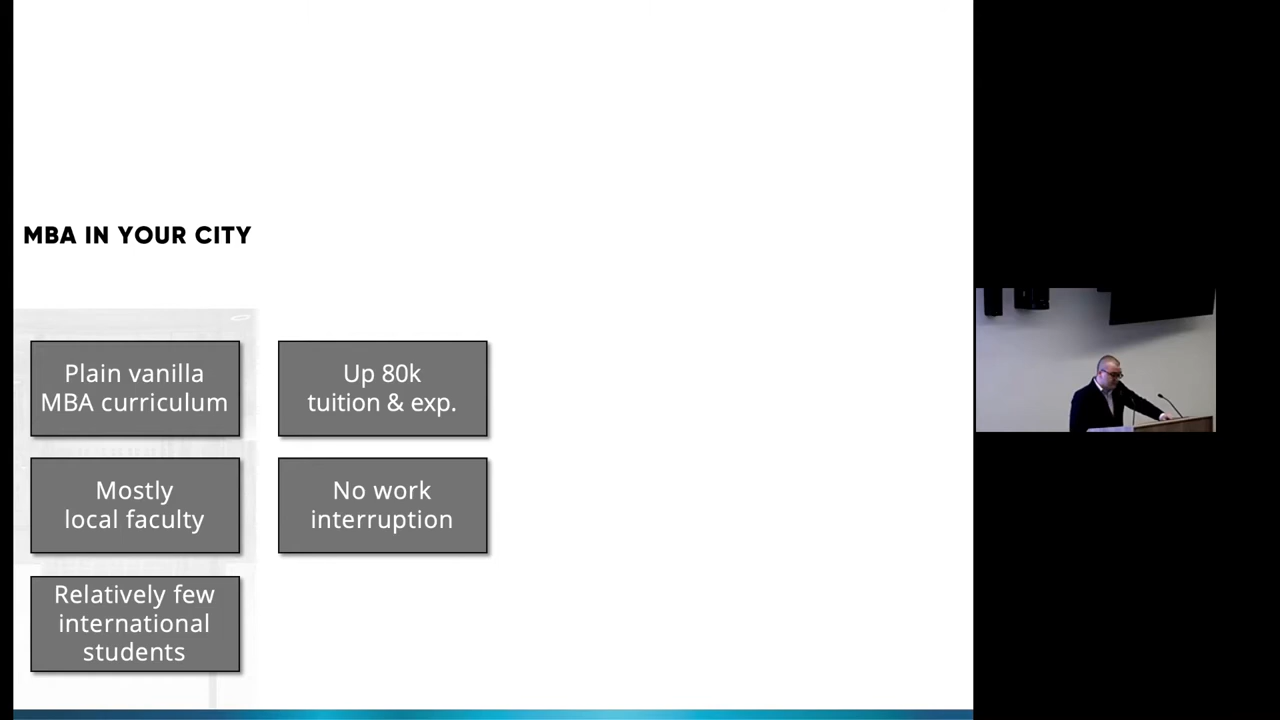 MBA IN YOUR CITY
Plain vanilla
MBA curriculum
Up 80k
tuition & exp.
Mostly
local faculty
No work
interruption
Relatively few
international
students